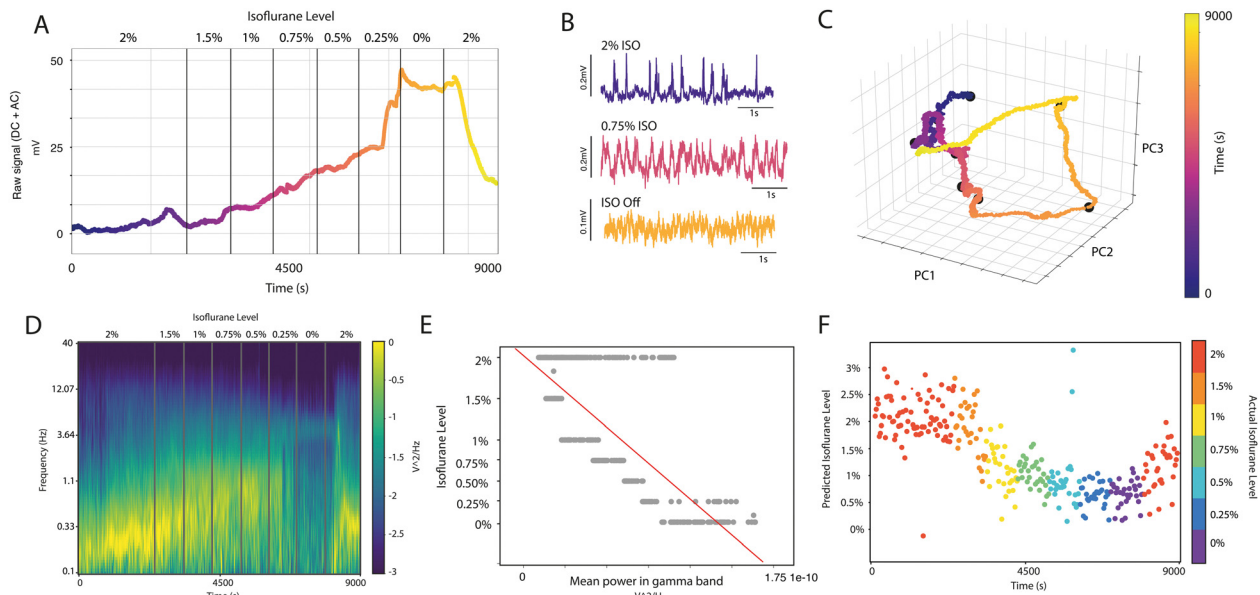 A
Isoflurane Level
2% 1.5% 1% 0.75% 0.5% 0.25% 0% 2%
50
25
0
Raw signal (DC + AC)
mV
0 4500 9000
Time (s)
B
2% ISO
0.2mV
1s
0.75% ISO
0.2mV
1s
ISO Off
0.1mV
1s
C
PC3
PC2
PC1
9000
Time (s)
0
D
Isoflurane Level
2% 1.5% 1% 0.75% 0.5% 0.25% 0% 2%
40
12.07
3.64
1.11
0.33
0.1
Frequency (Hz)
0 4500 9000
Time (s)
0
-0.5
-1
-1.5
-2
-2.5
-3
V^2/Hz
E
2%
1.5%
1%
0.75%
0.50%
0.25%
0%
Isoflurane Level
0 Mean power in gamma band 1.75 1e-10
F
3%
2.5%
2%
1.5%
1%
0.5%
0%
Predicted Isoflurane Level
0 4500 9000
Time (s)
2%
1.5%
1%
0.75%
0.5%
0.25%
0%
Actual Isoflurane Level